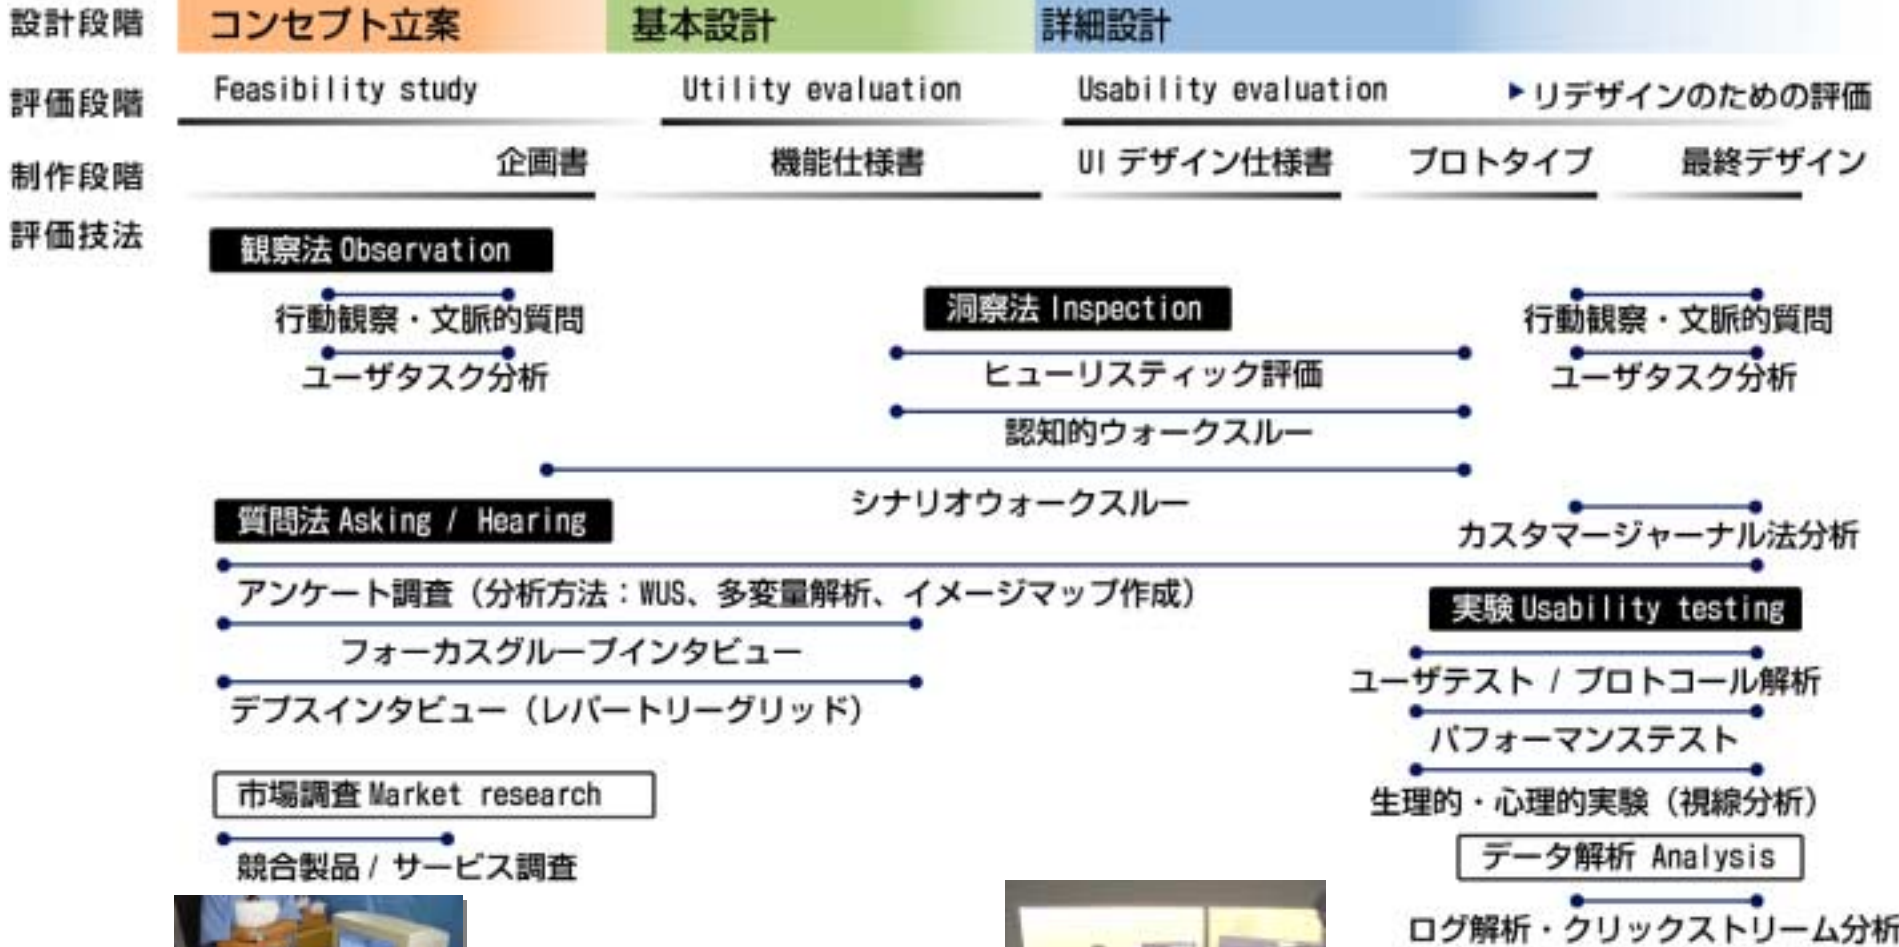 設計段階 コンセプト立案 基本設計 詳細設計
評価段階 Feasibility study Utility evaluation Usability evaluation ▶リデザインのための評価
制作段階 企画書 機能仕様書 UI デザイン仕様書 プロトタイプ 最終デザイン
評価技法
観察法 Observation
行動観察・文脈的質問
ユーザタスク分析
洞察法 Inspection
ヒューリスティック評価
認知的ウォークスルー
シナリオウォークスルー
行動観察・文脈的質問
ユーザタスク分析
カスタマージャーナル法分析
質問法 Asking / Hearing
アンケート調査（分析方法：WUS、多変量解析、イメージマップ作成）
フォーカスグループインタビュー
デプスインタビュー（レパートリーグリッド）
実験 Usability testing
ユーザテスト / プロトコール解析
パフォーマンステスト
生理的・心理的実験（視線分析）
市場調査 Market research
競合製品 / サービス調査
データ解析 Analysis
ログ解析・クリックストリーム分析